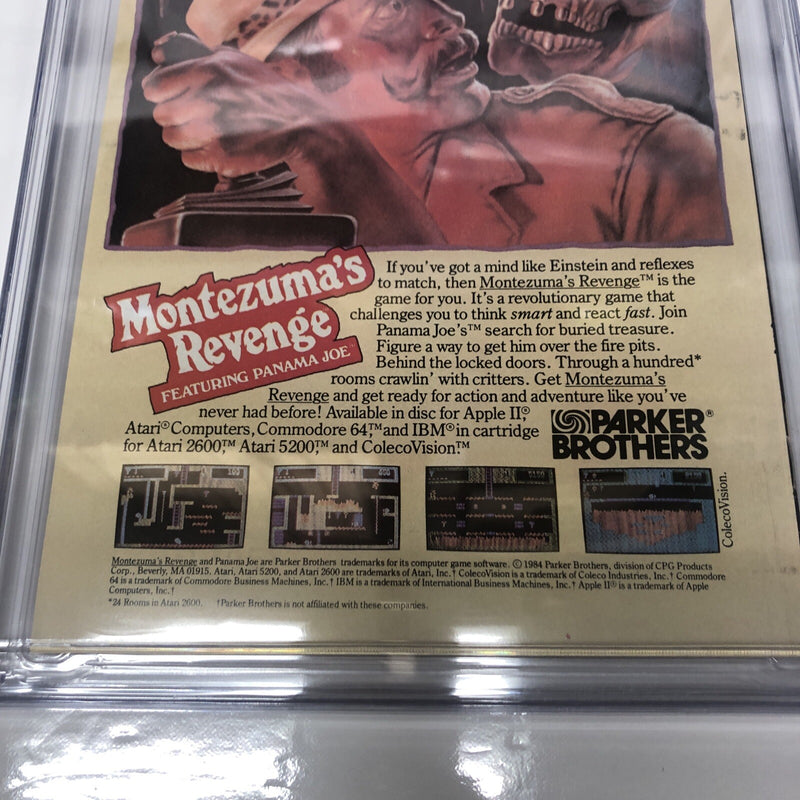 Montezuma's
Revenge
FEATURING PANAMA JOE™
If you've got a mind like Einstein and reflexes
to match, then Montezuma's Revenge™ is the
game for you. It's a revolutionary game that
challenges you to think smart and react fast. Join
Panama Joe's™ search for buried treasure.
Figure a way to get him over the fire pits.
Behind the locked doors. Through a hundred*
rooms crawlin' with critters. Get Montezuma's
Revenge and get ready for action and adventure like you've
never had before! Available in disc for Apple II,®
Atari® Computers, Commodore 64,™ and IBM® in cartridge
for Atari 2600,™ Atari 5200,™ and ColecoVision.™
PARKER
BROTHERS®
ColecoVision.
Montezuma's Revenge and Panama Joe are Parker Brothers trademarks for its computer game software. © 1984 Parker Brothers, division of CPG Products
Corp., Beverly, MA 01915. Atari, Atari 5200, and Atari 2600 are trademarks of Atari, Inc.† ColecoVision is a trademark of Coleco Industries, Inc.† Commodore
64 is a trademark of Commodore Business Machines, Inc.† IBM is a trademark of International Business Machines, Inc.† Apple II® is a trademark of Apple
Computers, Inc.†
*24 Rooms in Atari 2600. †Parker Brothers is not affiliated with these companies.